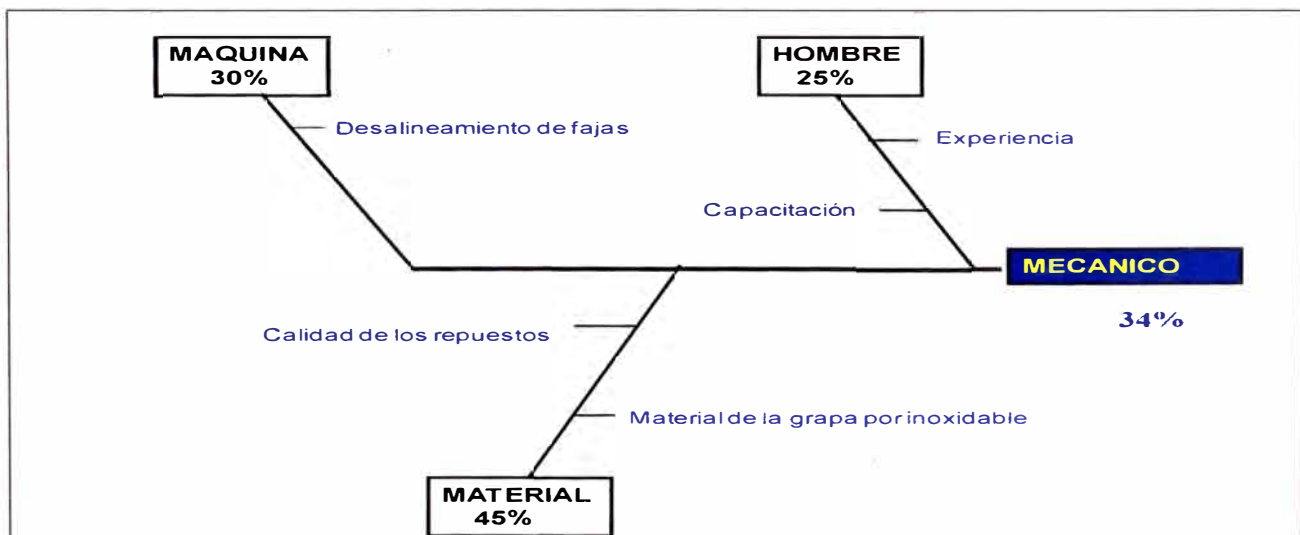 MAQUINA
30%
HOMBRE
25%
Desalineamiento de fajas
Experiencia
Capacitación
MECANICO
34%
Calidad de los repuestos
Material de la grapa por inoxidable
MATERIAL
45%